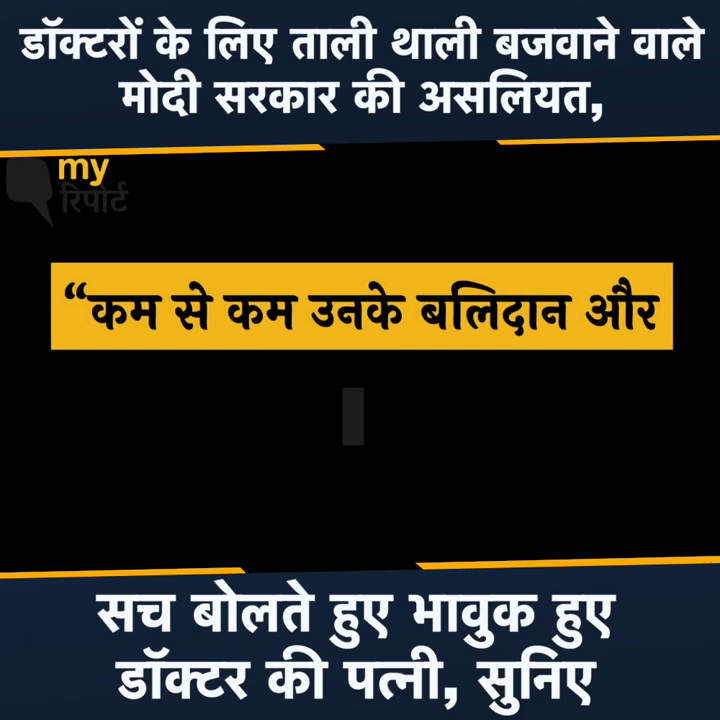 डॉक्टरों के लिए ताली थाली बजवाने वाले
मोदी सरकार की असलियत,
my
रिपोर्ट
“कम से कम उनके बलिदान और
सच बोलते हुए भावुक हुए
डॉक्टर की पत्नी, सुनिए